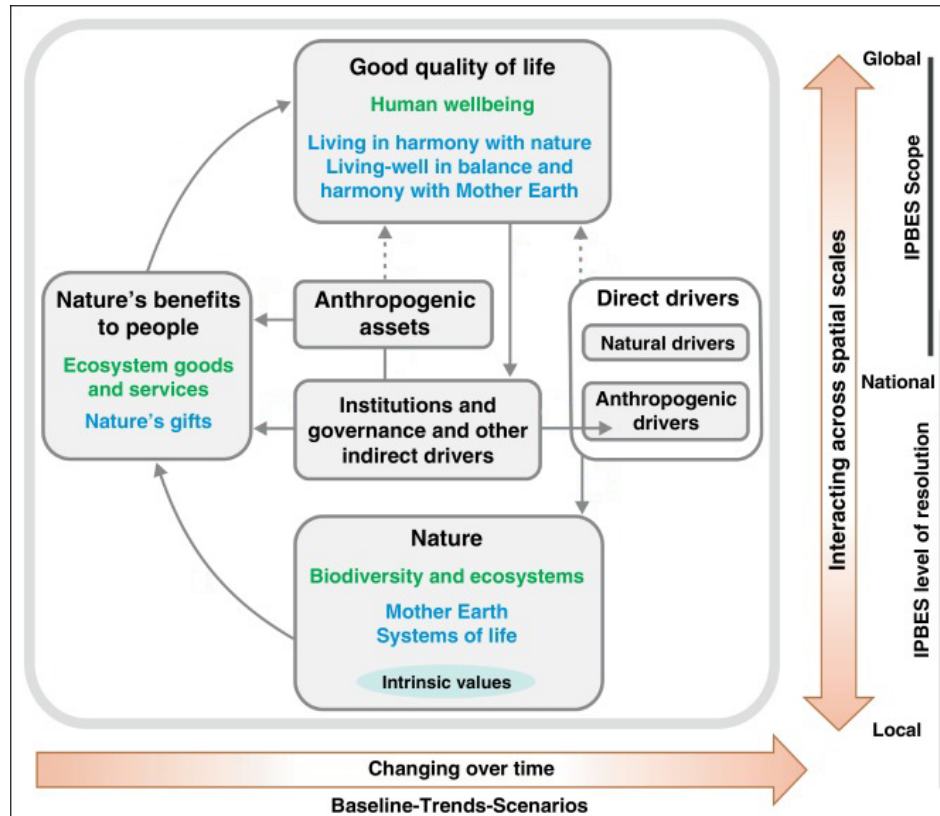 Good quality of life
Human wellbeing
Living in harmony with nature
Living-well in balance and
harmony with Mother Earth
Nature's benefits
to people
Ecosystem goods
and services
Nature's gifts
Anthropogenic
assets
Institutions and
governance and other
indirect drivers
Direct drivers
Natural drivers
Anthropogenic
drivers
Nature
Biodiversity and ecosystems
Mother Earth
Systems of life
Intrinsic values
Changing over time
Baseline-Trends-Scenarios
Interacting across spatial scales
Global
National
Local
IPBES Scope
IPBES level of resolution